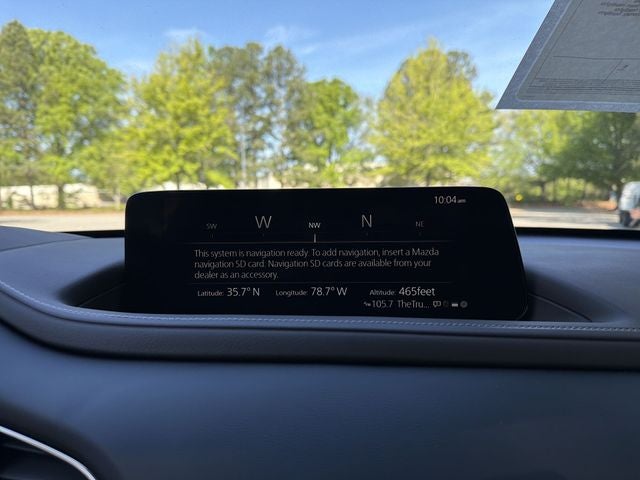 10:04am
SW W NW N NE
This system is navigation ready. To add navigation, insert a Mazda
navigation SD card. Navigation SD cards are available from your
dealer as an accessory.
Latitude: 35.7° N Longitude: 78.7° W Altitude: 465feet
105.7 TheTru...